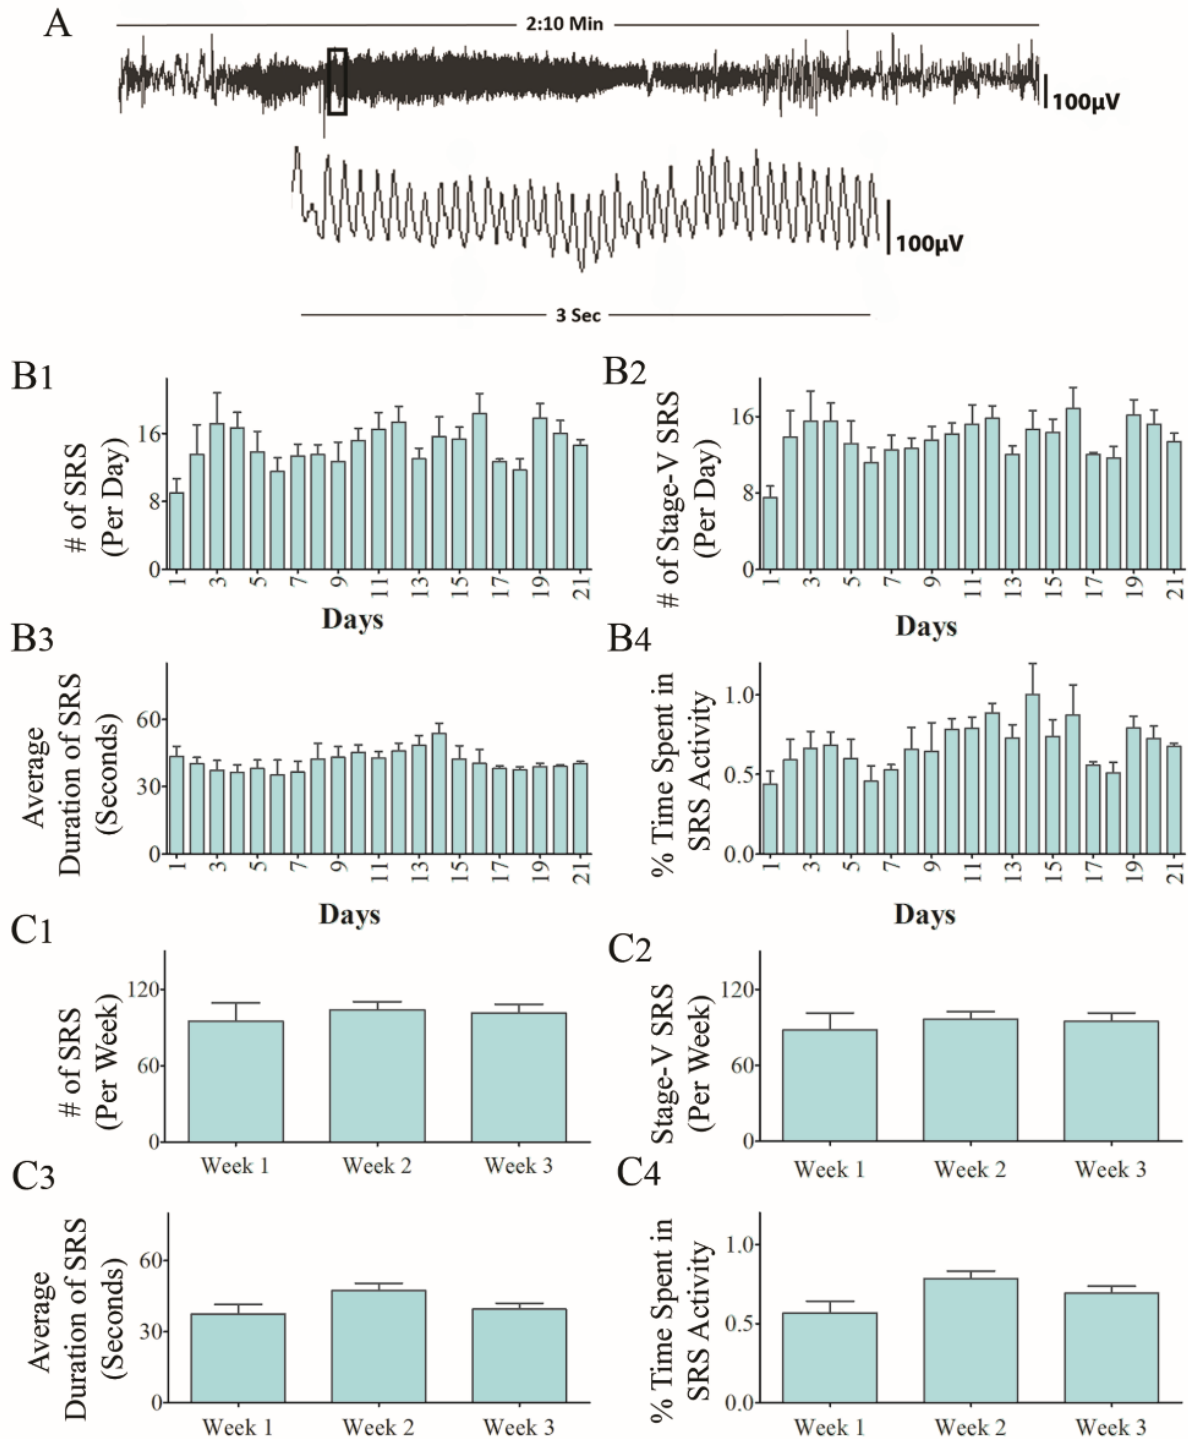 A
2:10 Min
100µV
100µV
3 Sec
B1
# of SRS
(Per Day)
16
8
0
1 3 5 7 9 11 13 15 17 19 21
Days
B2
# of Stage-V SRS
(Per Day)
16
8
0
1 3 5 7 9 11 13 15 17 19 21
Days
B3
Average
Duration of SRS
(Seconds)
60
30
0
1 3 5 7 9 11 13 15 17 19 21
Days
B4
% Time Spent in
SRS Activity
1.0
0.5
0.0
1 3 5 7 9 11 13 15 17 19 21
Days
C1
# of SRS
(Per Week)
120
60
0
Week 1 Week 2 Week 3
C2
Stage-V SRS
(Per Week)
120
60
0
Week 1 Week 2 Week 3
C3
Average
Duration of SRS
(Seconds)
60
30
0
Week 1 Week 2 Week 3
C4
% Time Spent in
SRS Activity
1.0
0.5
0.0
Week 1 Week 2 Week 3